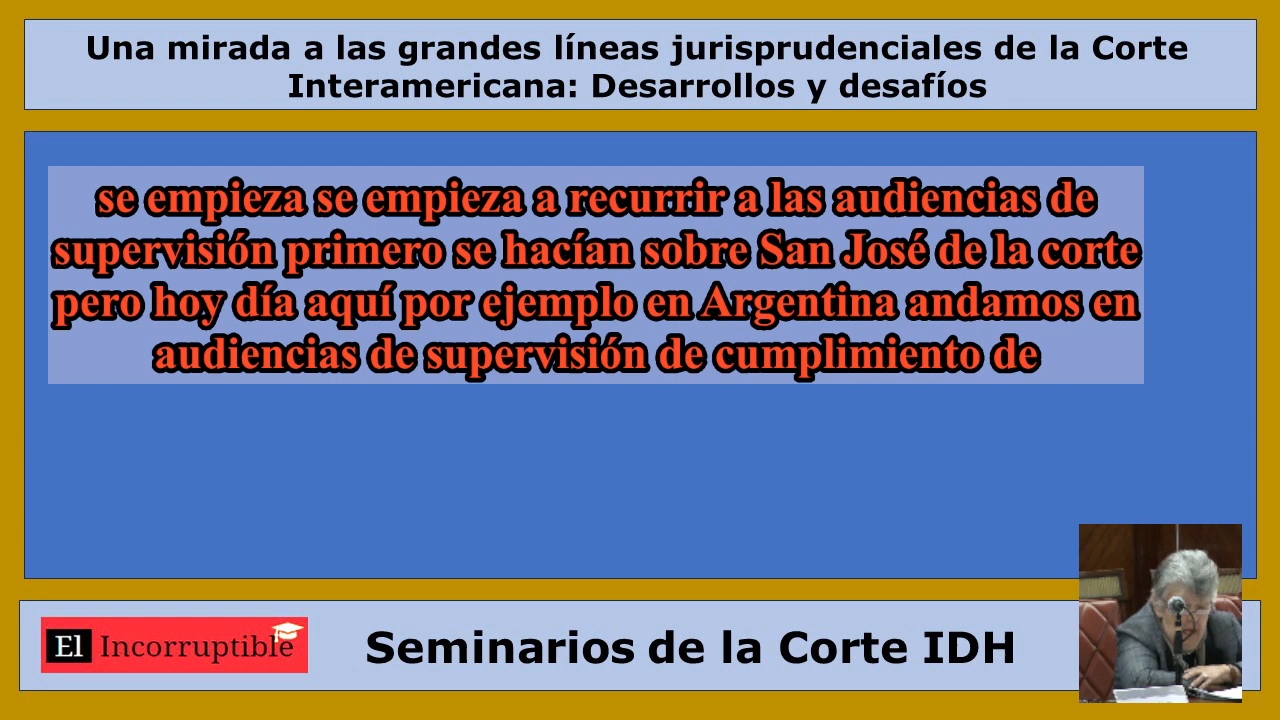 Una mirada a las grandes líneas jurisprudenciales de la Corte
Interamericana: Desarrollos y desafíos
se empieza se empieza a recurrir a las audiencias de
supervisión primero se hacían sobre San José de la corte
pero hoy día aquí por ejemplo en Argentina andamos en
audiencias de supervisión de cumplimiento de
El Incorruptible
Seminarios de la Corte IDH